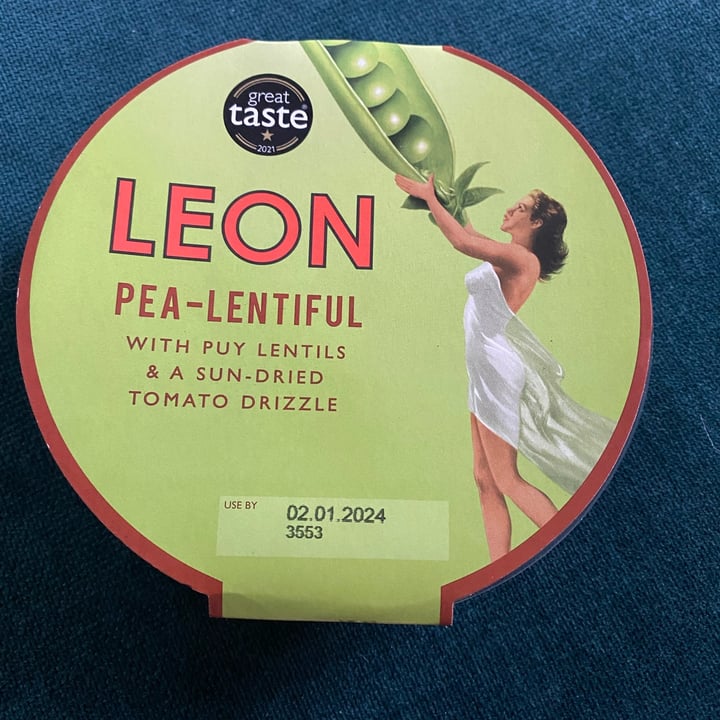 great
taste
2021
LEON
PEA-LENTIFUL
WITH PUY LENTILS
& A SUN-DRIED
TOMATO DRIZZLE
USE BY 02.01.2024
3553